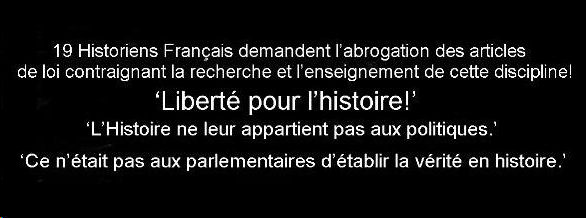 19 Historiens Français demandent l'abrogation des articles
de loi contraignant la recherche et l'enseignement de cette discipline!
‘Liberté pour l'histoire!’
‘L'Histoire ne leur appartient pas aux politiques.’
‘Ce n'était pas aux parlementaires d'établir la vérité en histoire.’